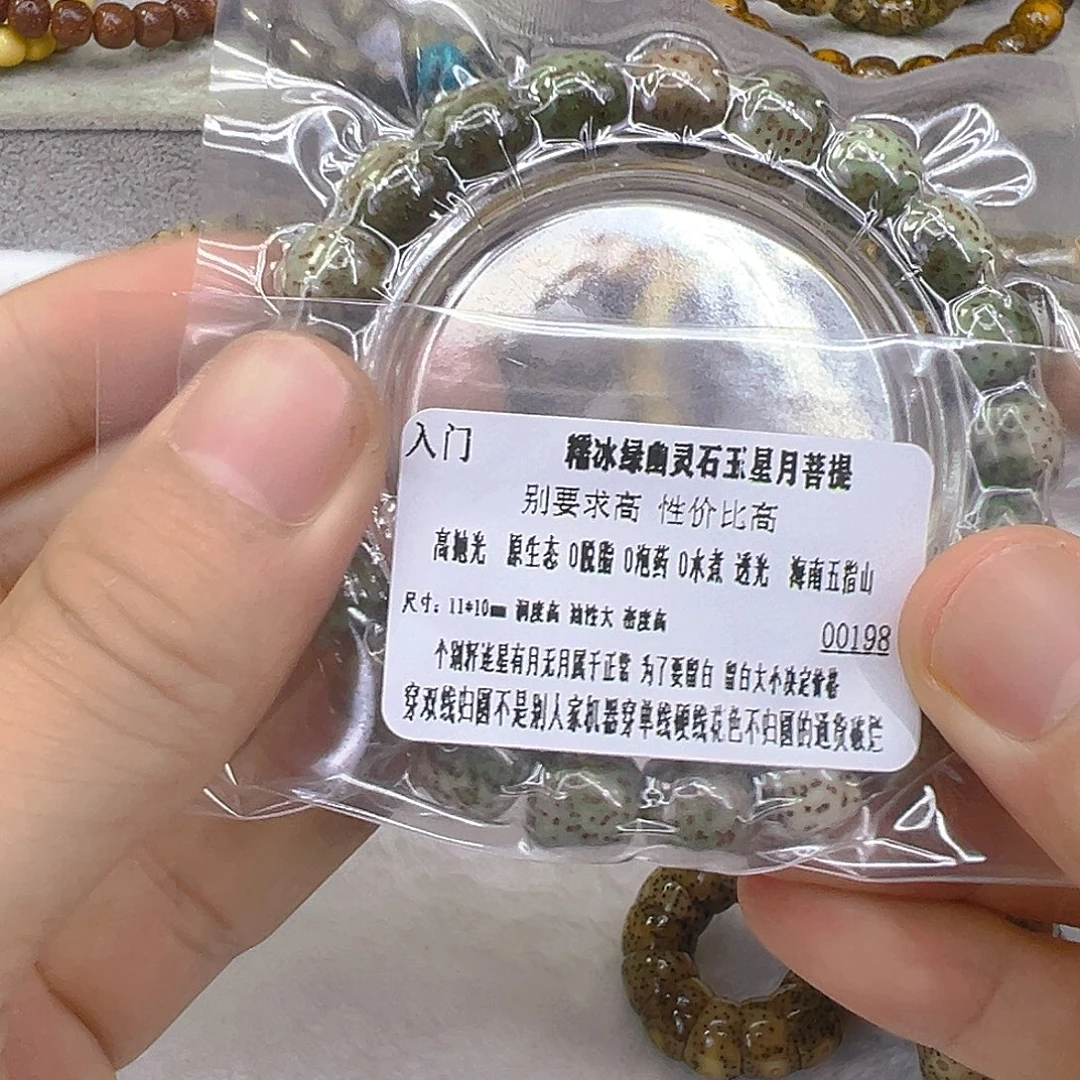 入门 糯冰绿幽灵石玉星月菩提
别要求高 性价比高
高抛光 原生态 0脱脂 0泡药 0水煮 透光 海南五指山
尺寸：11*10mm 润度高 油性大 密度高
00198
个别籽连星有月无月属于正常 为了要留白 留白大小决定价格
穿双线归圆不是别人家机器穿单线硬线花色不归圆的通货破烂